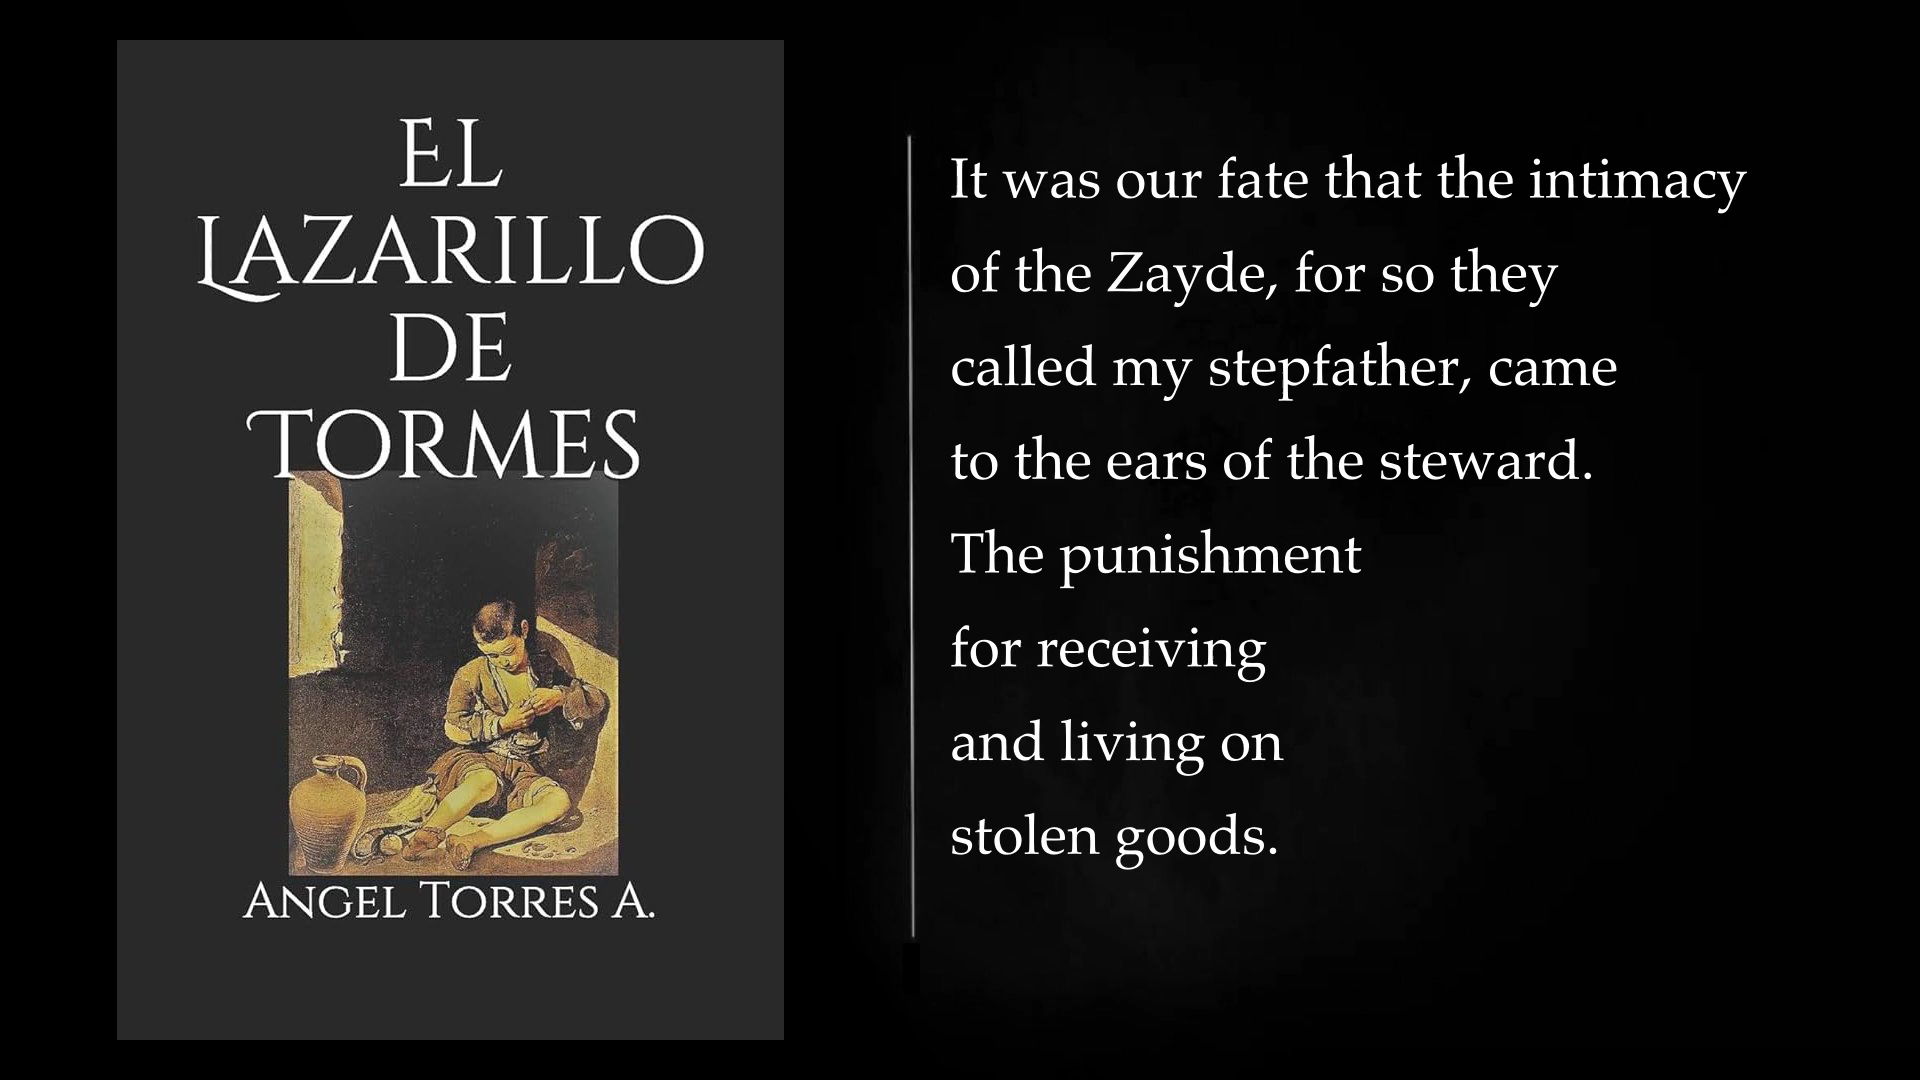 EL
LAZARILLO
DE
TORMES
ANGEL TORRES A.
It was our fate that the intimacy
of the Zayde, for so they
called my stepfather, came
to the ears of the steward.
The punishment
for receiving
and living on
stolen goods.